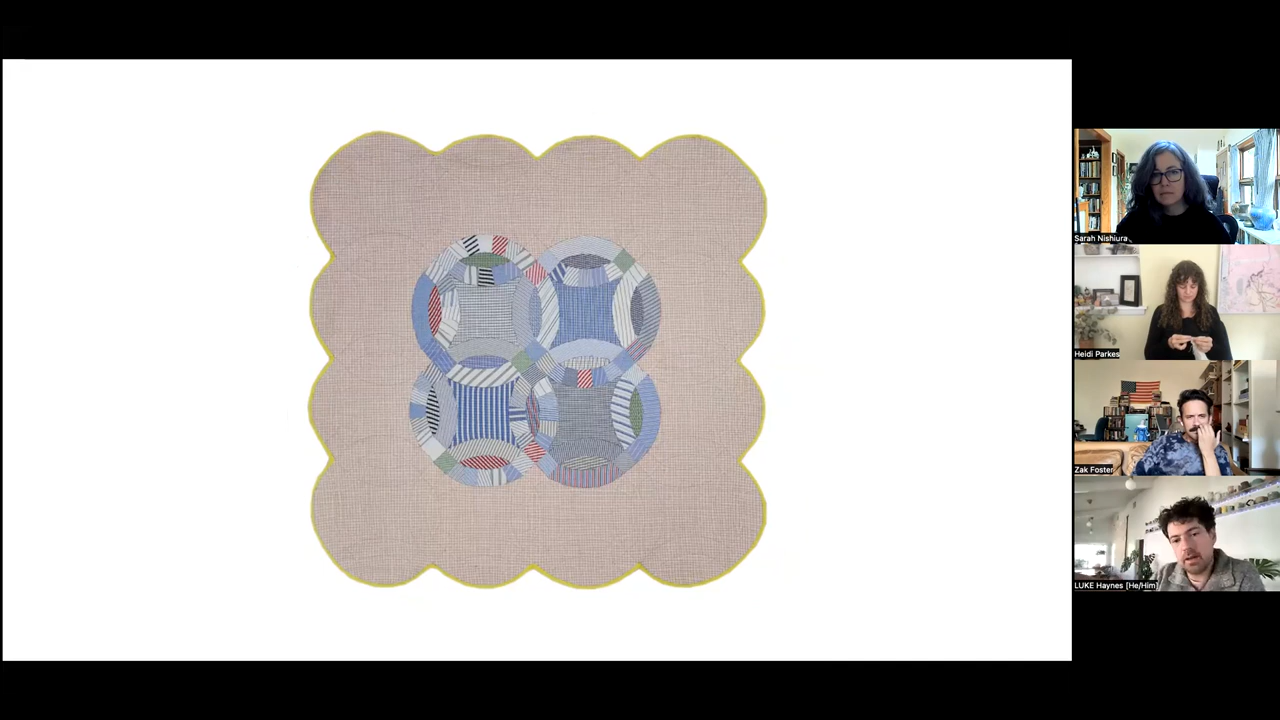 Sarah Nishiura
Heidi Parkes
Zak Foster
LUKE Haynes [He/Him]